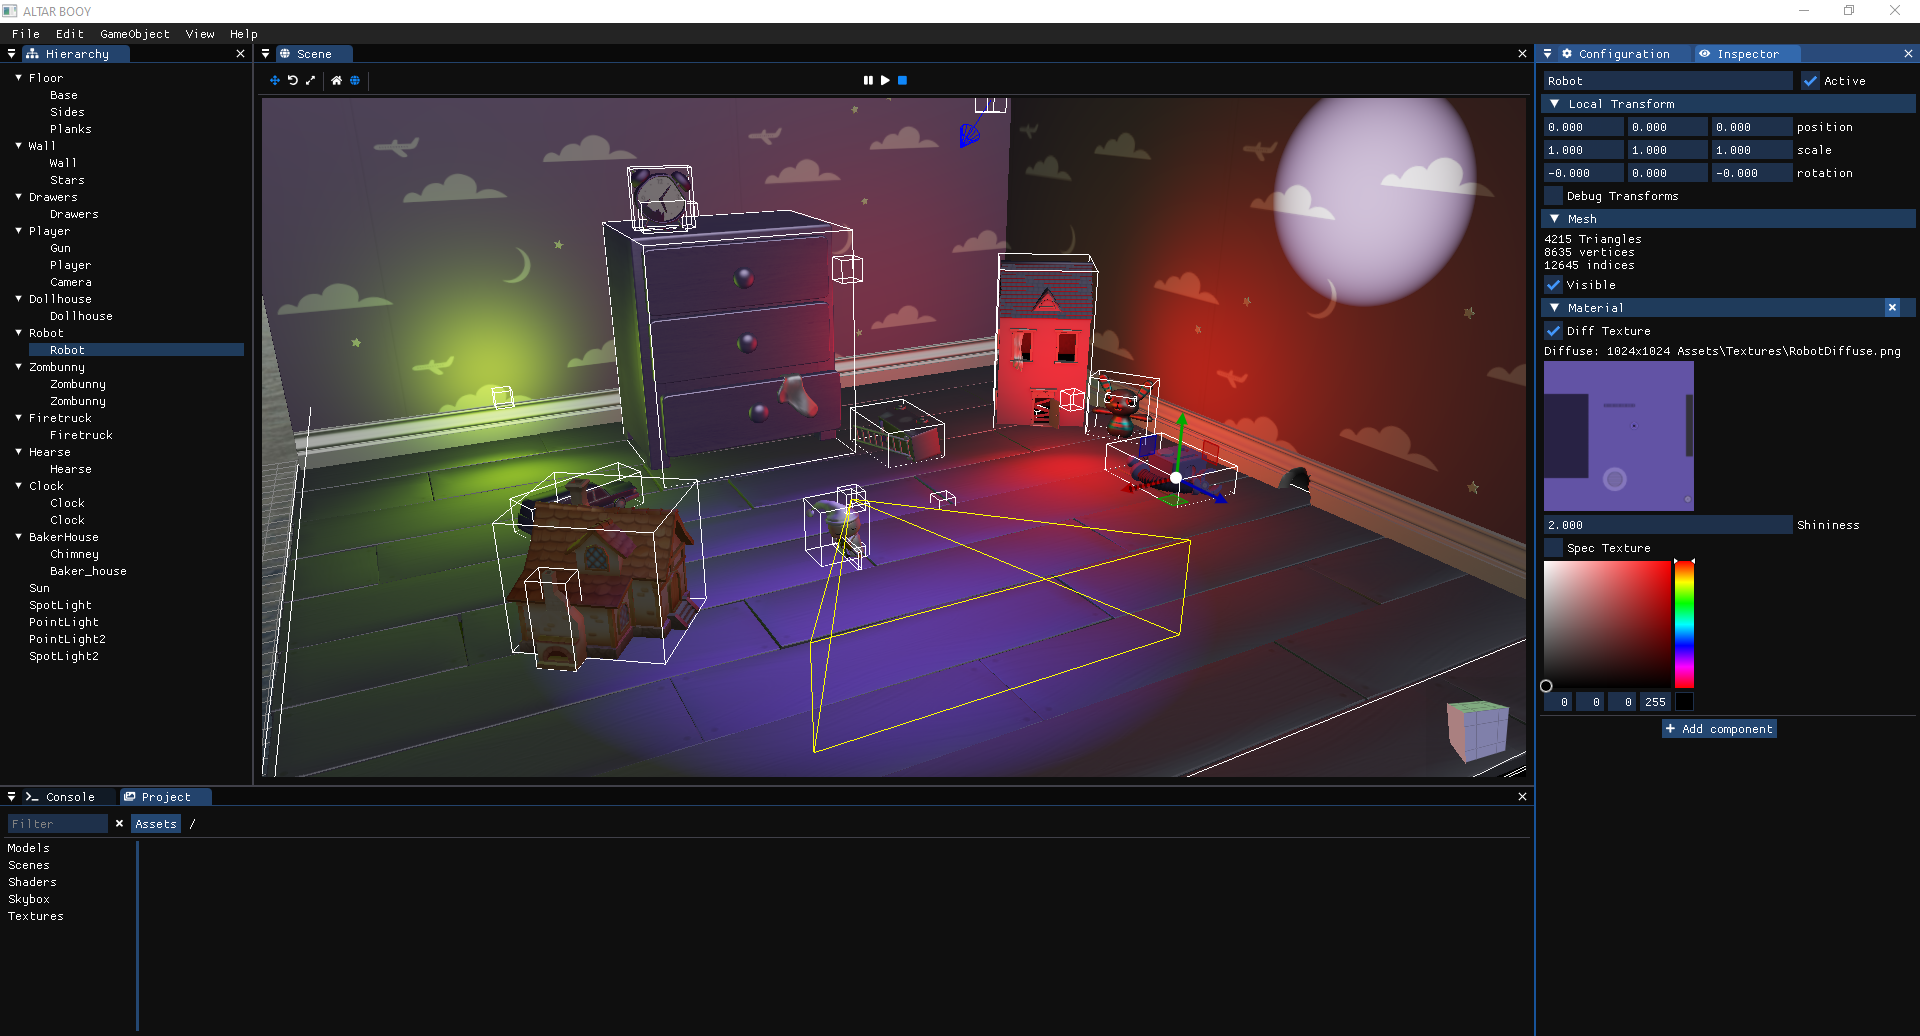 ALTAR BOOY
File Edit GameObject View Help
Hierarchy
Floor
Base
Sides
Planks
Wall
Wall
Stars
Drawers
Drawers
Player
Gun
Player
Camera
Dollhouse
Dollhouse
Robot
Robot
Zombunny
Zombunny
Zombunny
Firetruck
Firetruck
Hearse
Hearse
Clock
Clock
Clock
BakerHouse
Chimney
Baker_house
Sun
SpotLight
PointLight
PointLight2
SpotLight2
Scene
Configuration Inspector
Robot Active
Local Transform
0.000 0.000 0.000 position
1.000 1.000 1.000 scale
-0.000 0.000 -0.000 rotation
Debug Transforms
Mesh
4215 Triangles
8635 vertices
12645 indices
Visible
Material
Diff Texture
Diffuse: 1024x1024 Assets\Textures\RobotDiffuse.png
2.000 Shininess
Spec Texture
0 0 0 255
+ Add component
Console Project
Filter Assets /
Models
Scenes
Shaders
Skybox
Textures